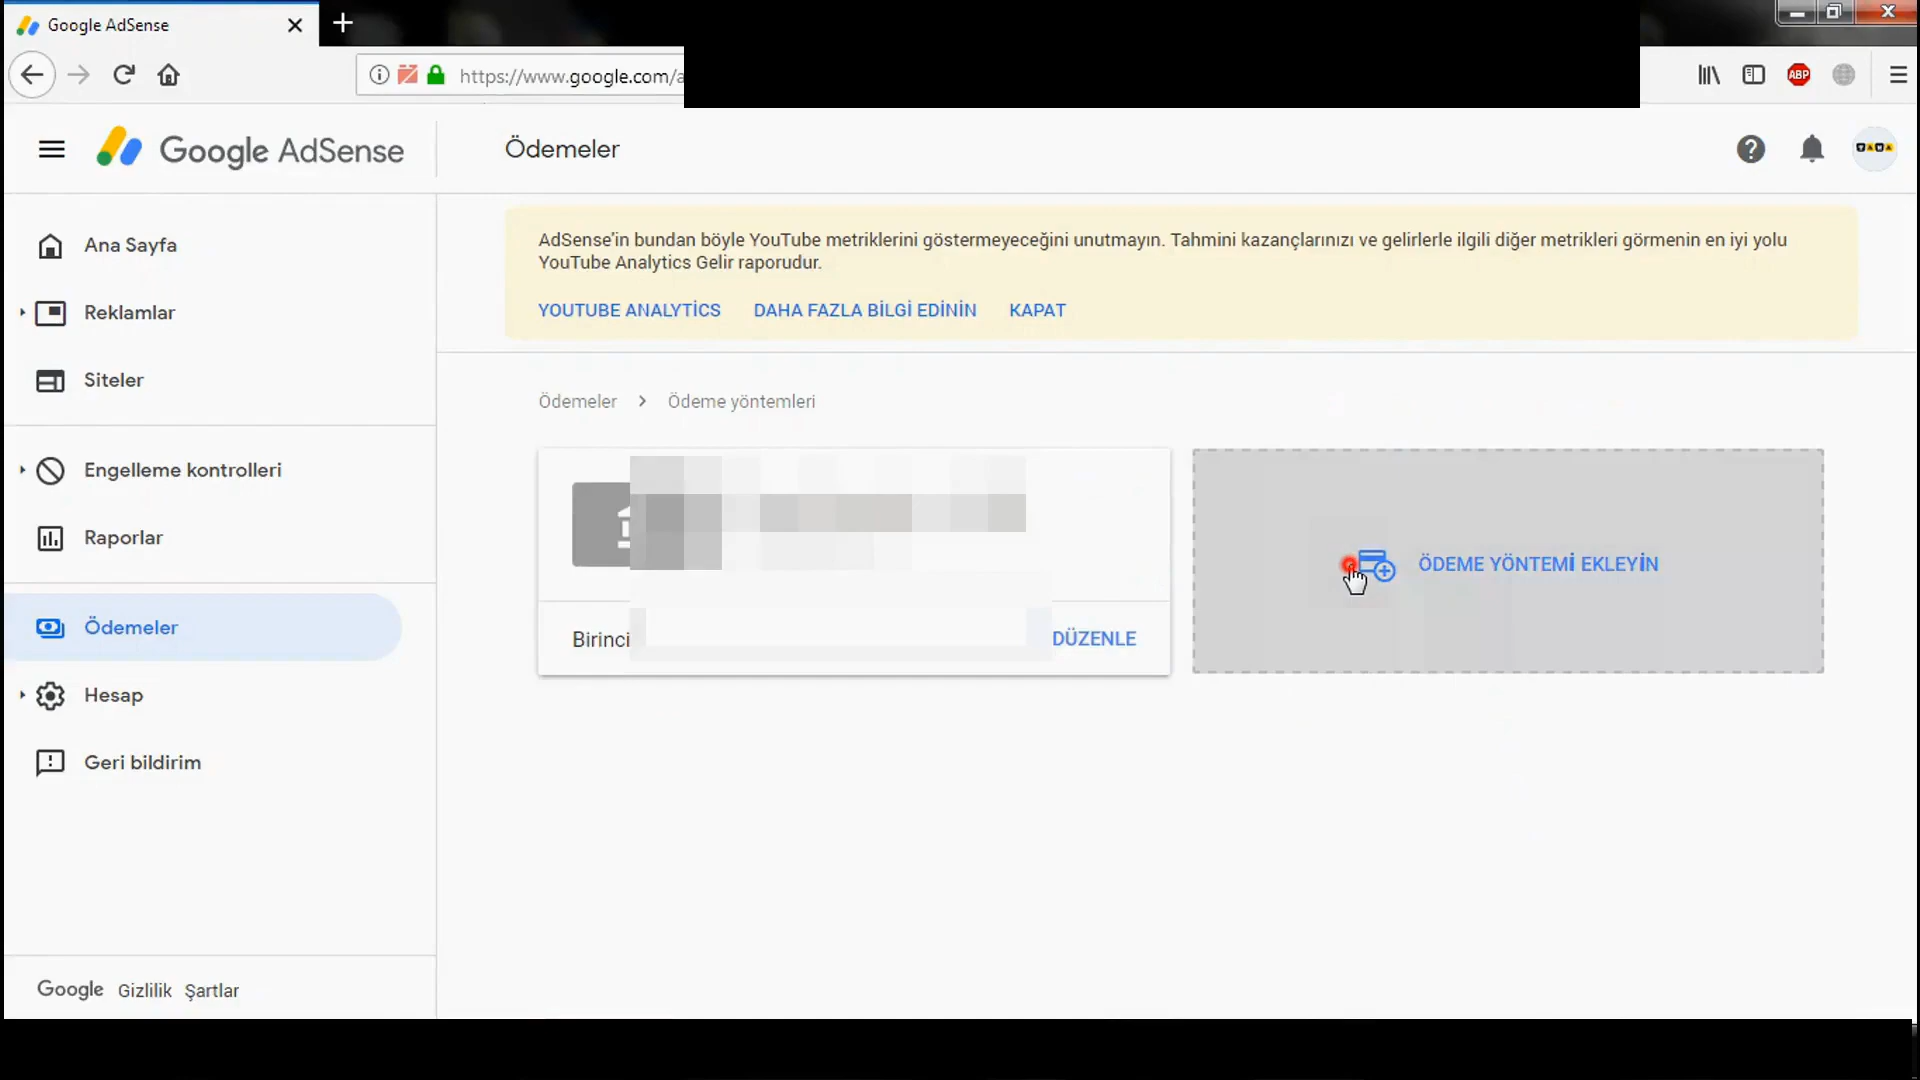 Google AdSense
https://www.google.com/a
ABP
Google AdSense
Ödemeler
Ana Sayfa
Reklamlar
Siteler
Engelleme kontrolleri
Raporlar
Ödemeler
Hesap
Geri bildirim
Google Gizlilik Şartlar
AdSense'in bundan böyle YouTube metriklerini göstermeyeceğini unutmayın. Tahmini kazançlarınızı ve gelirlerle ilgili diğer metrikleri görmenin en iyi yolu
YouTube Analytics Gelir raporudur.
YOUTUBE ANALYTİCS DAHA FAZLA BİLGİ EDİNİN KAPAT
Ödemeler > Ödeme yöntemleri
Birinci
DÜZENLE
ÖDEME YÖNTEMİ EKLEYİN